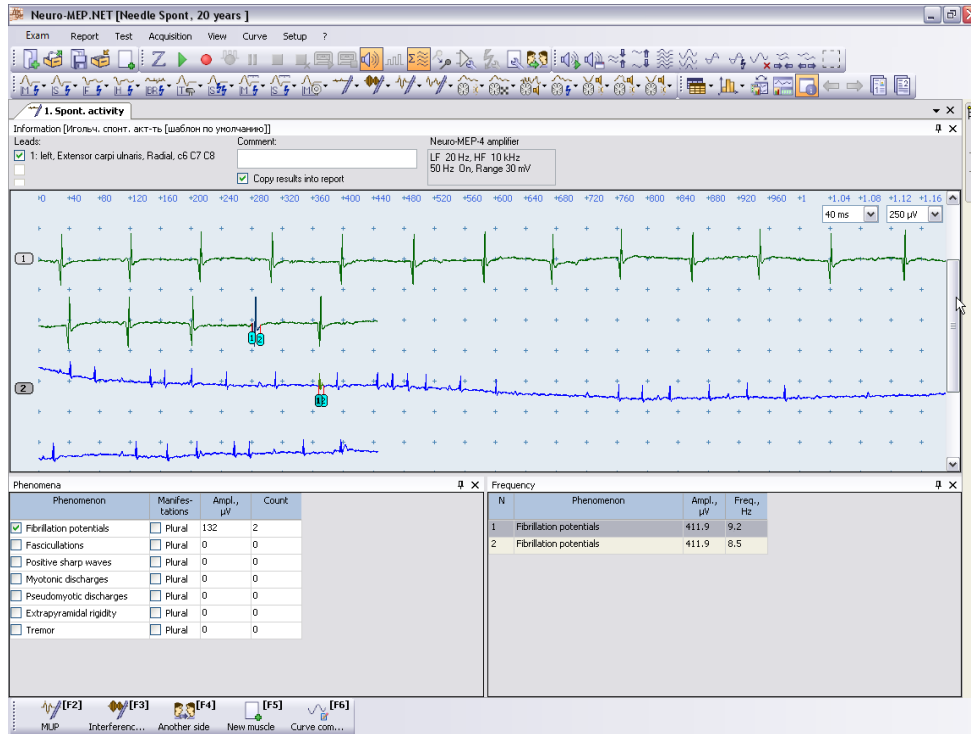 Neuro-MEP.NET [Needle Spont, 20 years ]
Exam Report Test Acquisition View Curve Setup ?
1. Spont. activity
Information [Игольч. спонт. акт-ть [шаблон по умолчанию]]
Leads: Comment: Neuro-MEP-4 amplifier
1: left, Extensor carpi ulnaris, Radial, c6 C7 C8
LF 20 Hz, HF 10 kHz
50 Hz On, Range 30 mV
Copy results into report
+0 +40 +80 +120 +160 +200 +240 +280 +320 +360 +400 +440 +480 +520 +560 +600 +640 +680 +720 +760 +800 +840 +880 +920 +960 +1 +1.04 +1.08 +1.12 +1.16
40 ms 250 µV
1
1 2
2
Phenomena
Phenomenon Manifes-tations Ampl., µV Count
Fibrillation potentials Plural 132 2
Fascicullations Plural 0 0
Positive sharp waves Plural 0 0
Myotonic discharges Plural 0 0
Pseudomyotic discharges Plural 0 0
Extrapyramidal rigidity Plural 0 0
Tremor Plural 0 0
Frequency
N Phenomenon Ampl., µV Freq., Hz
1 Fibrillation potentials 411.9 9.2
2 Fibrillation potentials 411.9 8.5
[F2] [F3] [F4] [F5] [F6]
MUP Interferenc... Another side New muscle Curve com...